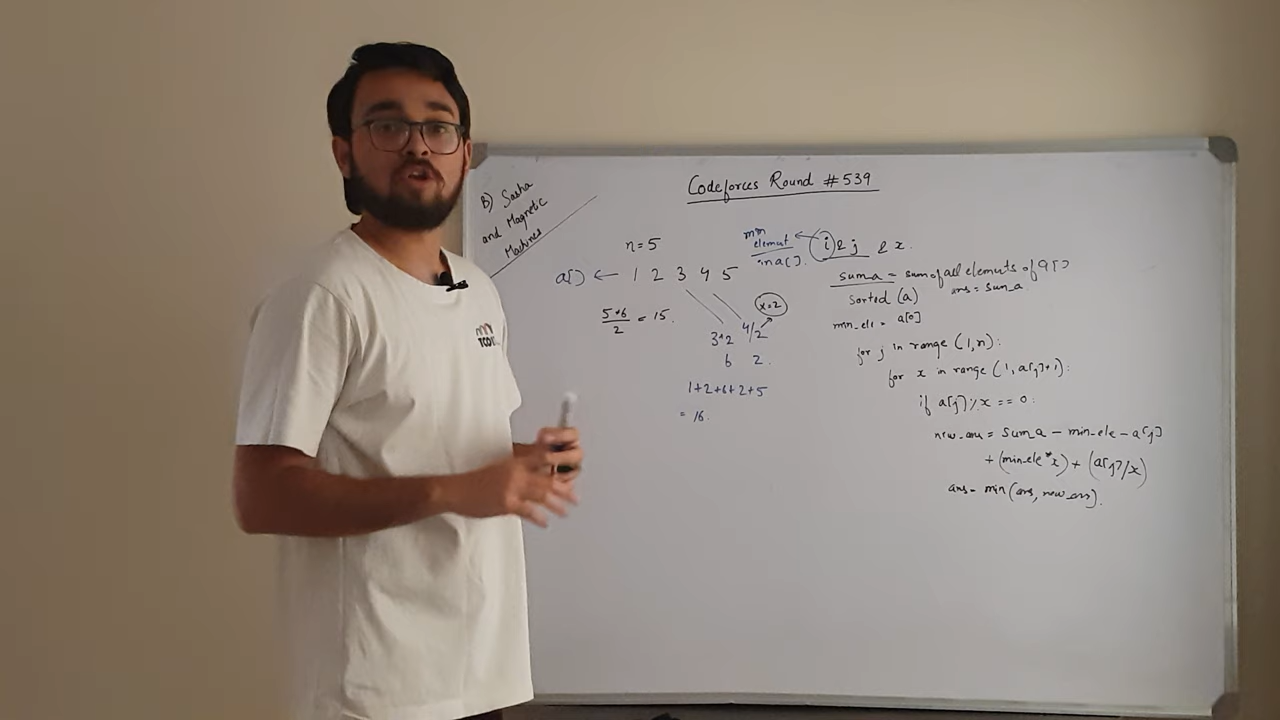 Codeforces Round #539
B) Sasha
and Magnetic
Machines
n=5
a[] ← 1 2 3 4 5
5*6
2
= 15.
3*2 4/2
x=2
6 2
1+2+6+2+5
= 16.
min
element
in a[].
i & j & x.
sum_a = sum of all elements of a[]
ans = sum_a
sorted (a)
min_ele = a[0]
for j in range (1, n):
for x in range (1, a[j]+1):
if a[j] % x == 0:
new_ans = sum_a - min_ele - a[j]
+ (min_ele * x) + (a[j]/x)
ans = min(ans, new_ans).